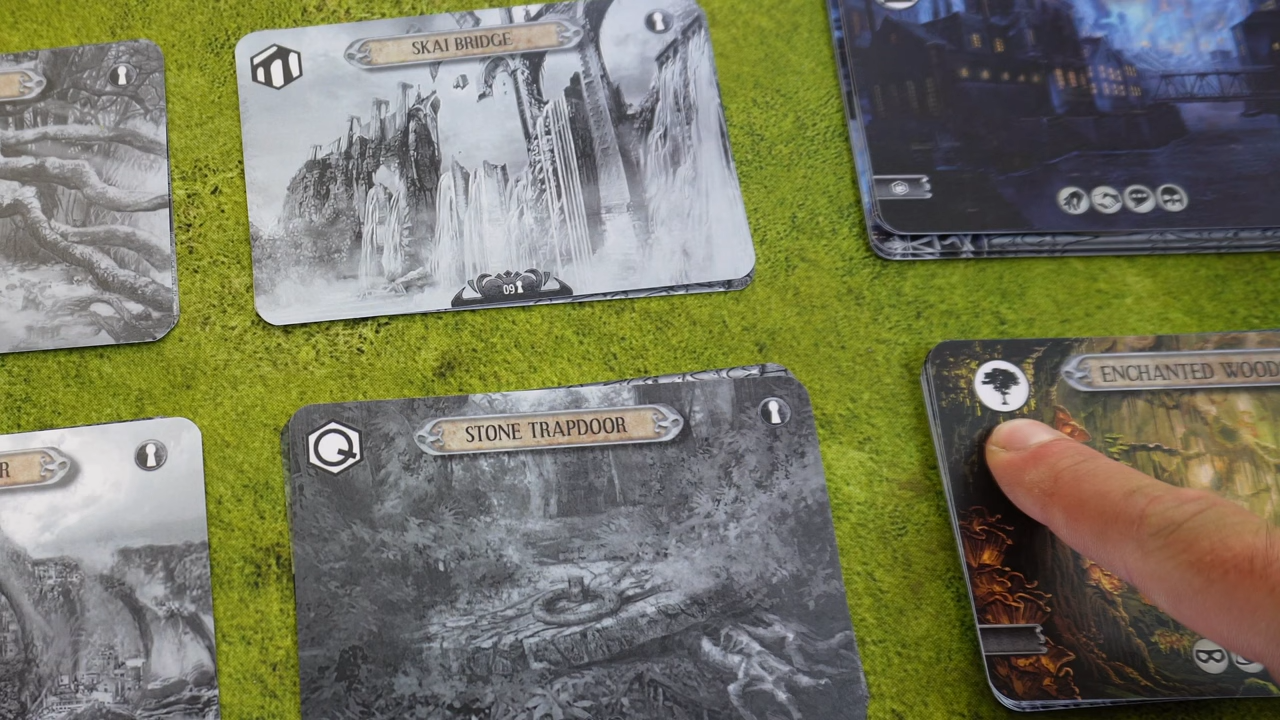 SKAI BRIDGE
09
R
STONE TRAPDOOR
Q
ENCHANTED WOOD